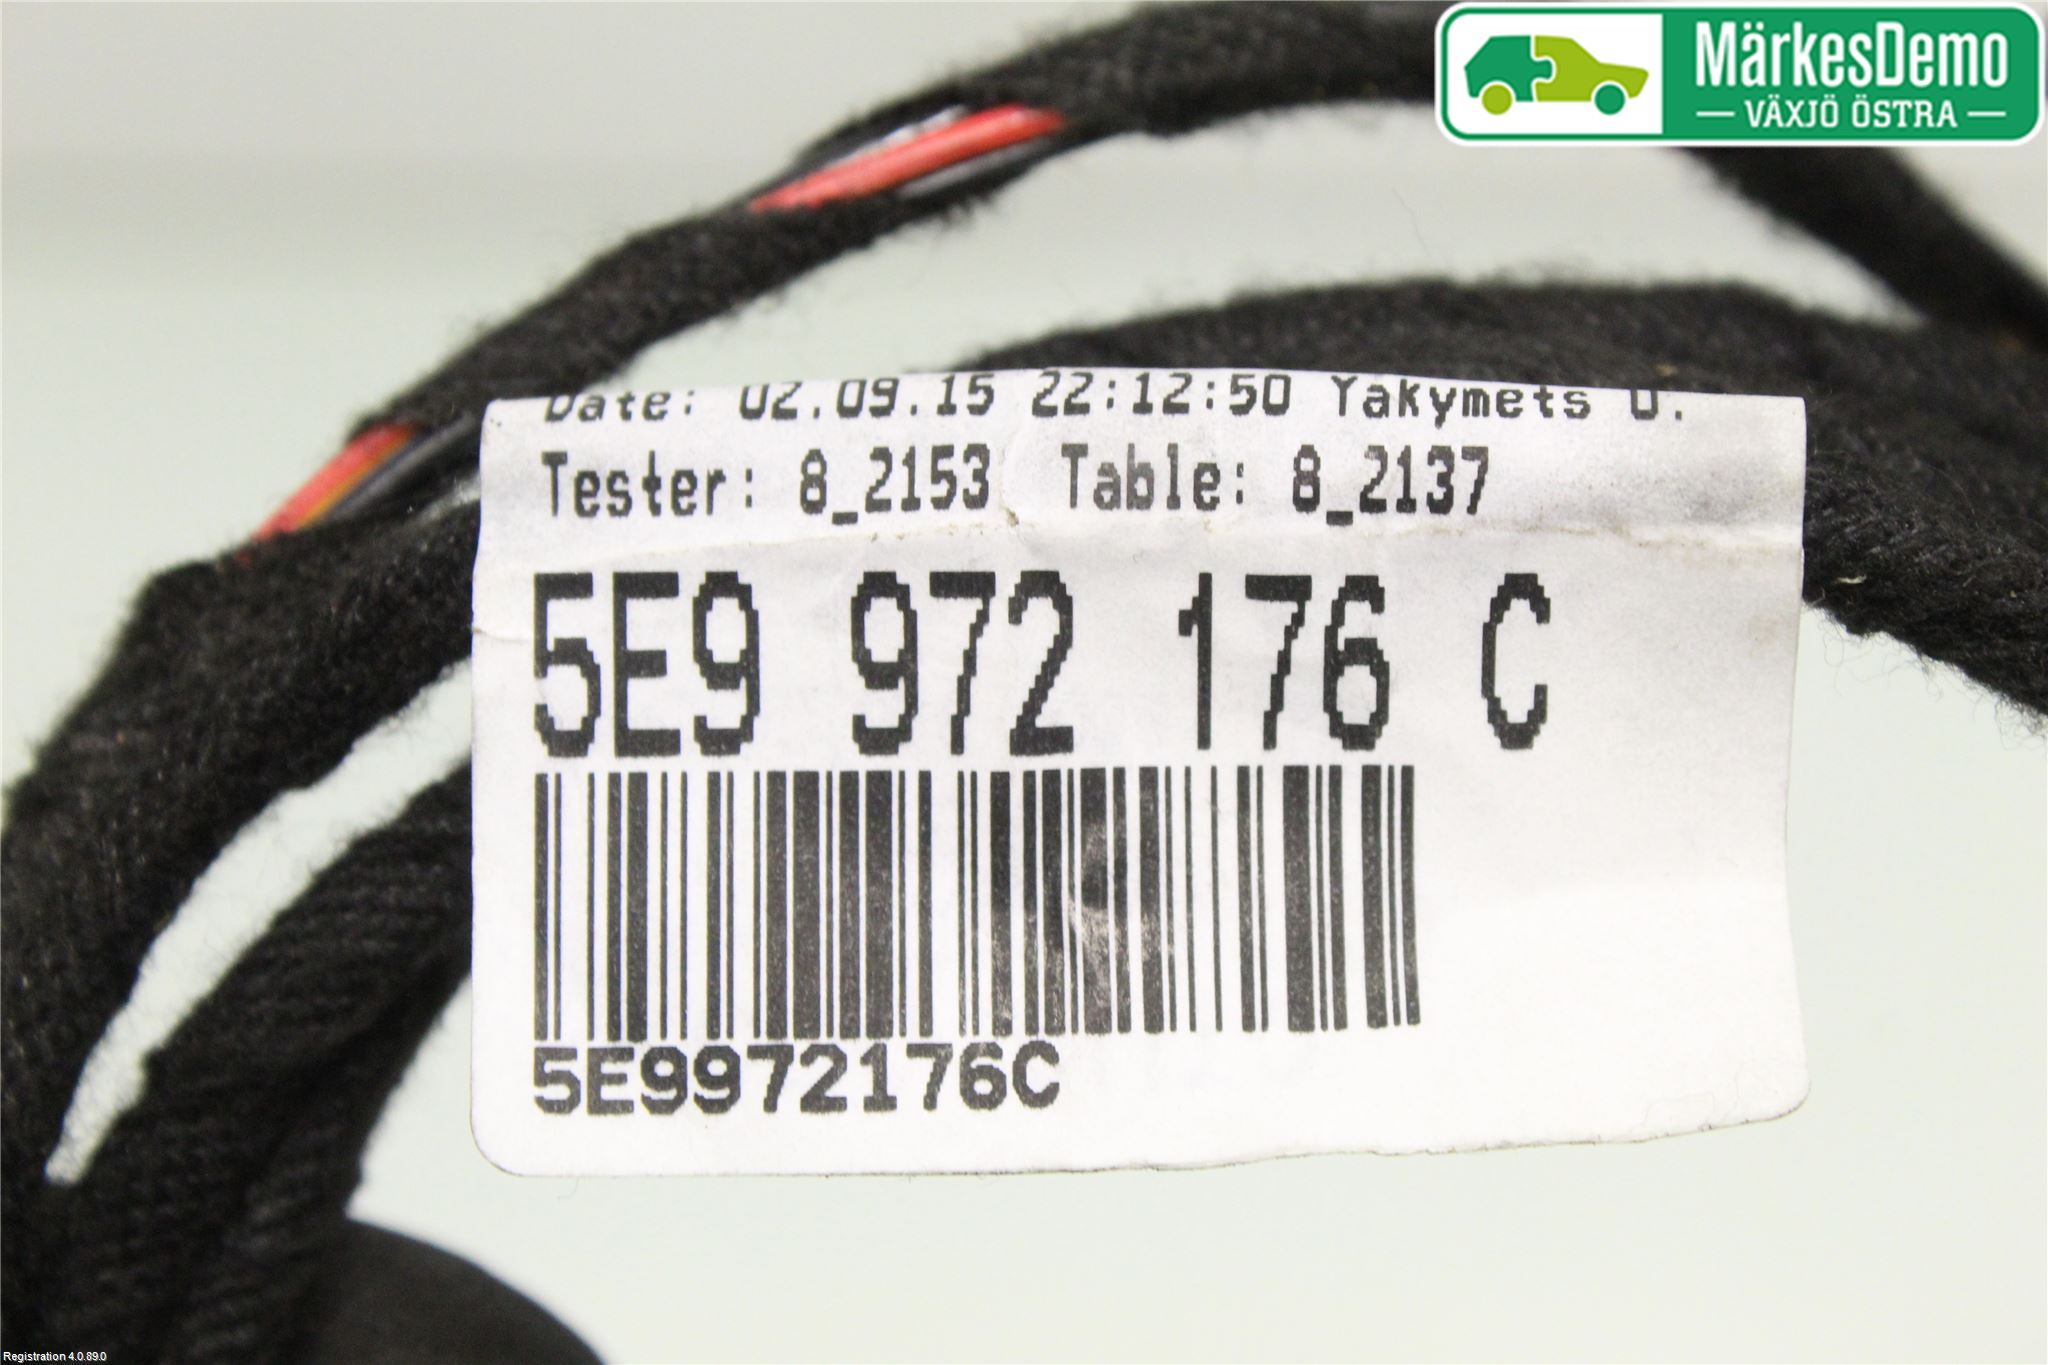 MärkesDemo
VÄXJÖ ÖSTRA
Date: 02.09.15 22:12:50 Yakymets
Tester: 8_2153 Table: 8_2137
5E9 972 176 C
5E9972176C
Registration 4.0.89.0